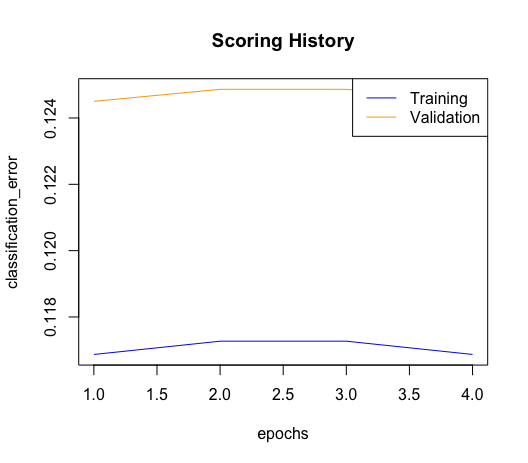 Scoring History
Training
Validation
classification_error
0.124
0.122
0.120
0.118
1.0 1.5 2.0 2.5 3.0 3.5 4.0
epochs